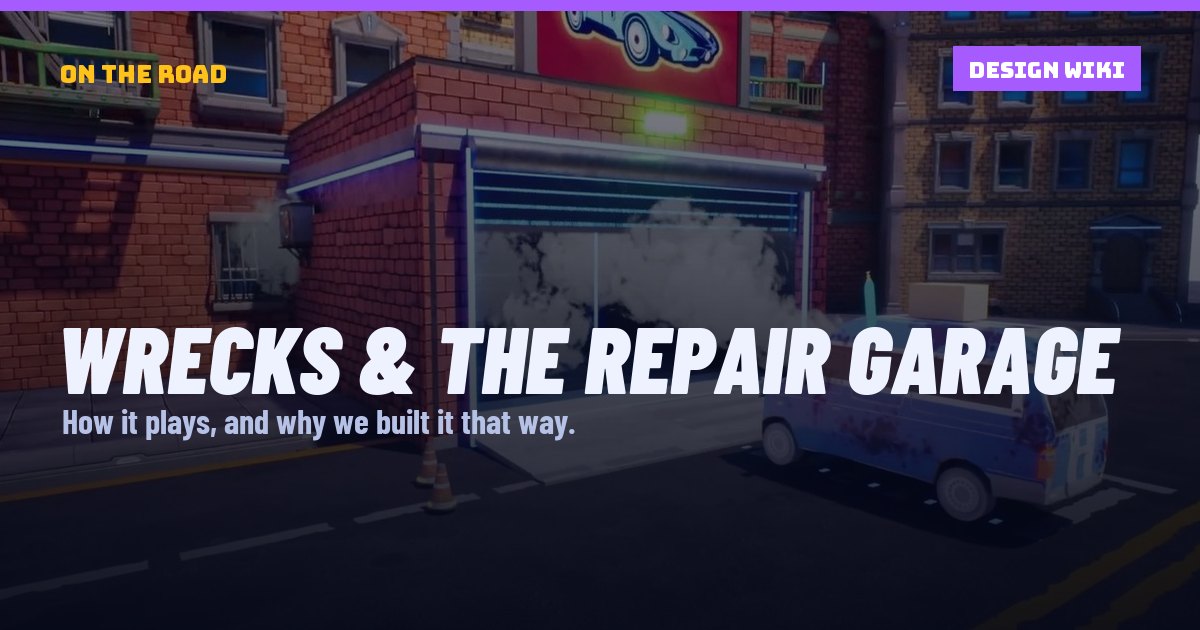 ON THE ROAD
DESIGN WIKI
WRECKS & THE REPAIR GARAGE
How it plays, and why we built it that way.